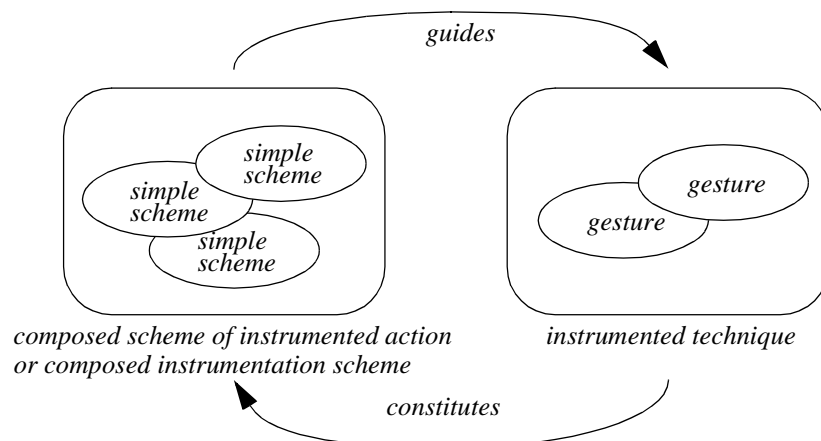 guides
simple
scheme
simple
scheme
simple
scheme
gesture
gesture
composed scheme of instrumented action
or composed instrumentation scheme
instrumented technique
constitutes